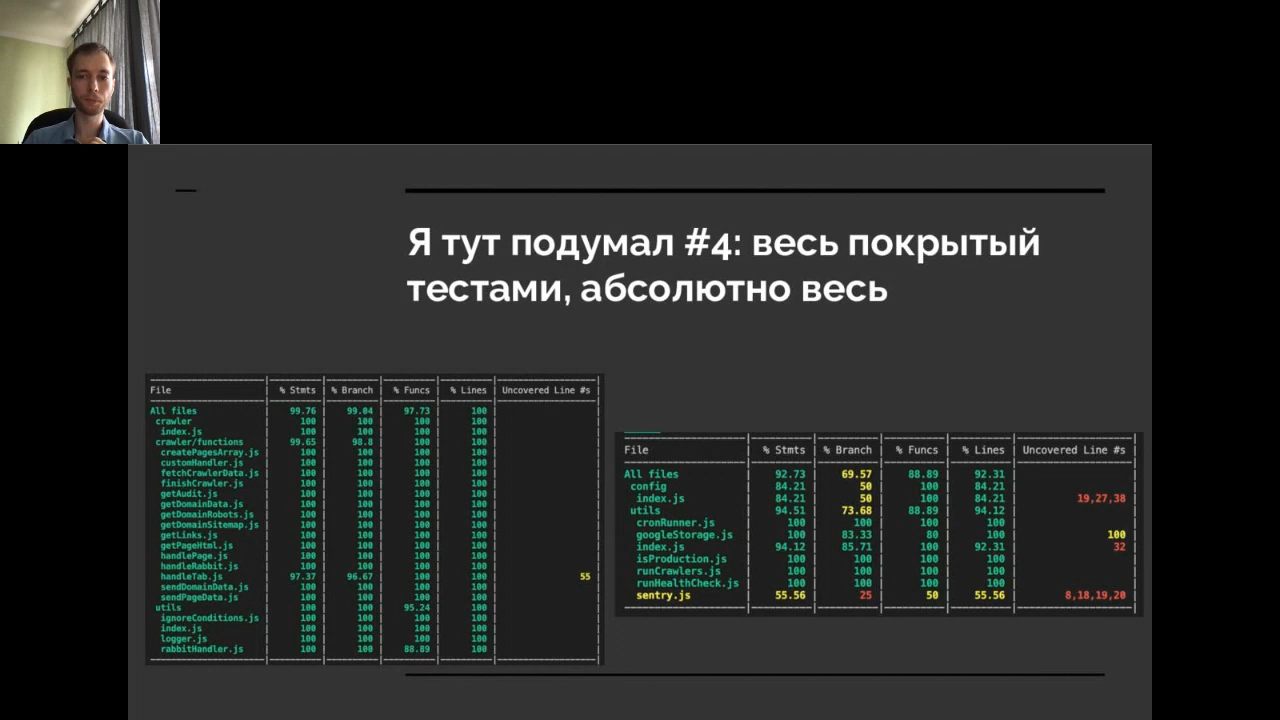 Я тут подумал #4: весь покрытый
тестами, абсолютно весь
File | % Stmts | % Branch | % Funcs | % Lines | Uncovered Line #s
All files | 99.76 | 99.04 | 97.73 | 100 |
crawler | 100 | 100 | 100 | 100 |
index.js | 100 | 100 | 100 | 100 |
crawler/functions | 99.65 | 98.8 | 100 | 100 |
createPagesArray.js | 100 | 100 | 100 | 100 |
customHandler.js | 100 | 100 | 100 | 100 |
fetchCrawlerData.js | 100 | 100 | 100 | 100 |
finishCrawler.js | 100 | 100 | 100 | 100 |
getAudit.js | 100 | 100 | 100 | 100 |
getDomainData.js | 100 | 100 | 100 | 100 |
getDomainRobots.js | 100 | 100 | 100 | 100 |
getDomainSitemap.js | 100 | 100 | 100 | 100 |
getLinks.js | 100 | 100 | 100 | 100 |
getPageHtml.js | 100 | 100 | 100 | 100 |
handlePage.js | 100 | 100 | 100 | 100 |
handleRabbit.js | 100 | 100 | 100 | 100 |
handleTab.js | 97.37 | 96.67 | 100 | 100 | 55
sendDomainData.js | 100 | 100 | 100 | 100 |
sendPageData.js | 100 | 100 | 100 | 100 |
utils | 100 | 100 | 95.24 | 100 |
ignoreConditions.js | 100 | 100 | 100 | 100 |
index.js | 100 | 100 | 100 | 100 |
logger.js | 100 | 100 | 100 | 100 |
rabbitHandler.js | 100 | 100 | 88.89 | 100 |
File | % Stmts | % Branch | % Funcs | % Lines | Uncovered Line #s
All files | 92.73 | 69.57 | 88.89 | 92.31 |
config | 84.21 | 50 | 100 | 84.21 |
index.js | 84.21 | 50 | 100 | 84.21 | 19,27,38
utils | 94.51 | 73.68 | 88.89 | 94.12 |
cronRunner.js | 100 | 100 | 100 | 100 |
googleStorage.js | 100 | 83.33 | 80 | 100 | 100
index.js | 94.12 | 85.71 | 100 | 92.31 | 32
isProduction.js | 100 | 100 | 100 | 100 |
runCrawlers.js | 100 | 100 | 100 | 100 |
runHealthCheck.js | 100 | 100 | 100 | 100 |
sentry.js | 55.56 | 25 | 50 | 55.56 | 8,18,19,20